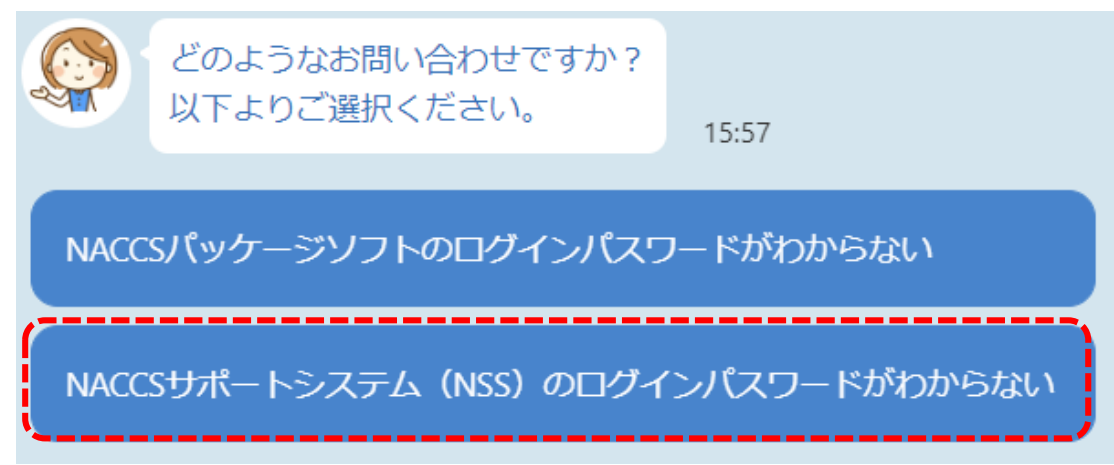 どのようなお問い合わせですか？
以下よりご選択ください。
15:57
NACCSパッケージソフトのログインパスワードがわからない
NACCSサポートシステム（NSS）のログインパスワードがわからない